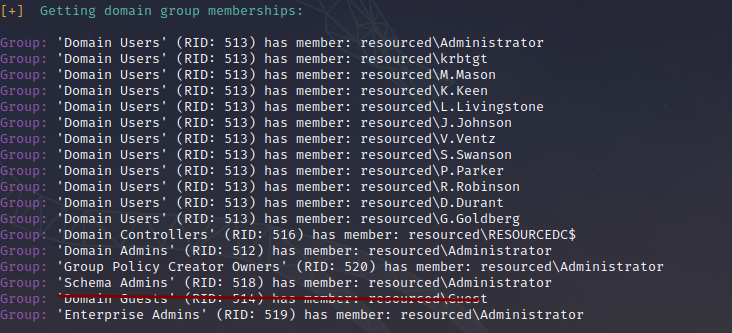 [+]  Getting domain group memberships:
Group: 'Domain Users' (RID: 513) has member: resourced\Administrator
Group: 'Domain Users' (RID: 513) has member: resourced\krbtgt
Group: 'Domain Users' (RID: 513) has member: resourced\M.Mason
Group: 'Domain Users' (RID: 513) has member: resourced\K.Keen
Group: 'Domain Users' (RID: 513) has member: resourced\L.Livingstone
Group: 'Domain Users' (RID: 513) has member: resourced\J.Johnson
Group: 'Domain Users' (RID: 513) has member: resourced\V.Ventz
Group: 'Domain Users' (RID: 513) has member: resourced\S.Swanson
Group: 'Domain Users' (RID: 513) has member: resourced\P.Parker
Group: 'Domain Users' (RID: 513) has member: resourced\R.Robinson
Group: 'Domain Users' (RID: 513) has member: resourced\D.Durant
Group: 'Domain Users' (RID: 513) has member: resourced\G.Goldberg
Group: 'Domain Controllers' (RID: 516) has member: resourced\RESOURCEDC$
Group: 'Domain Admins' (RID: 512) has member: resourced\Administrator
Group: 'Group Policy Creator Owners' (RID: 520) has member: resourced\Administrator
Group: 'Schema Admins' (RID: 518) has member: resourced\Administrator
Group: 'Domain Guests' (RID: 514) has member: resourced\Guest
Group: 'Enterprise Admins' (RID: 519) has member: resourced\Administrator